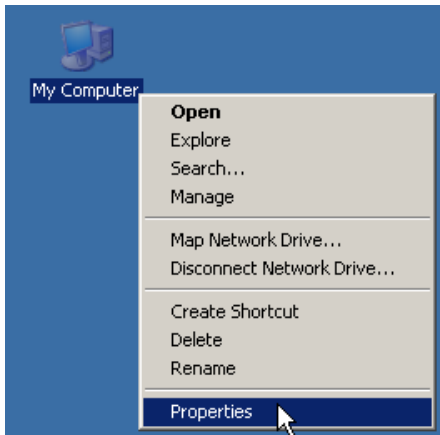 My Computer
Open
Explore
Search...
Manage
Map Network Drive...
Disconnect Network Drive...
Create Shortcut
Delete
Rename
Properties